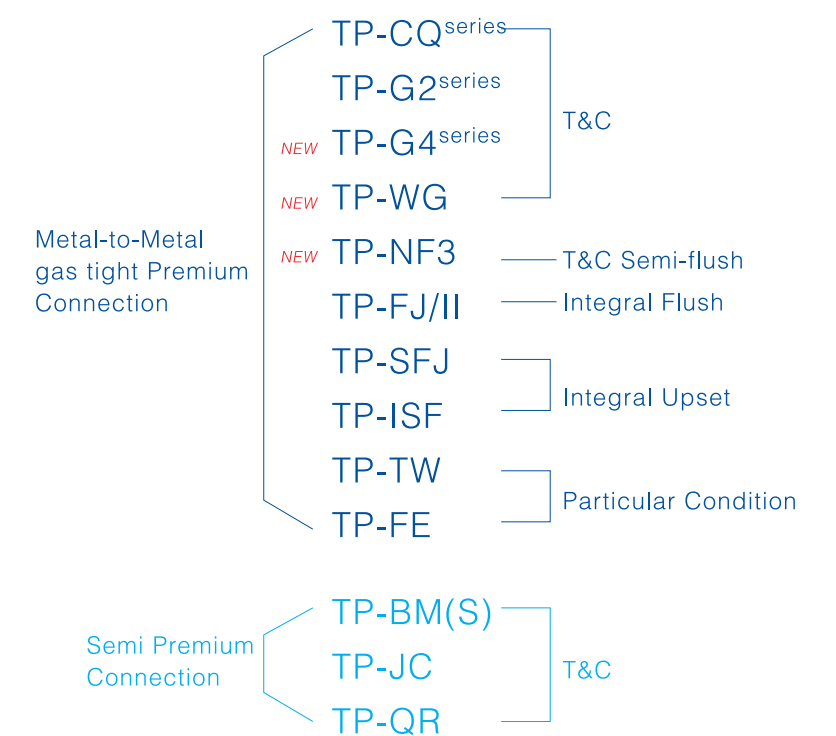 TP-CQseries
TP-G2series
T&C
NEW TP-G4series
NEW TP-WG
Metal-to-Metal
gas tight Premium
Connection
NEW TP-NF3
T&C Semi-flush
TP-FJ/II
Integral Flush
TP-SFJ
Integral Upset
TP-ISF
TP-TW
Particular Condition
TP-FE
TP-BM(S)
Semi Premium
Connection
TP-JC
T&C
TP-QR